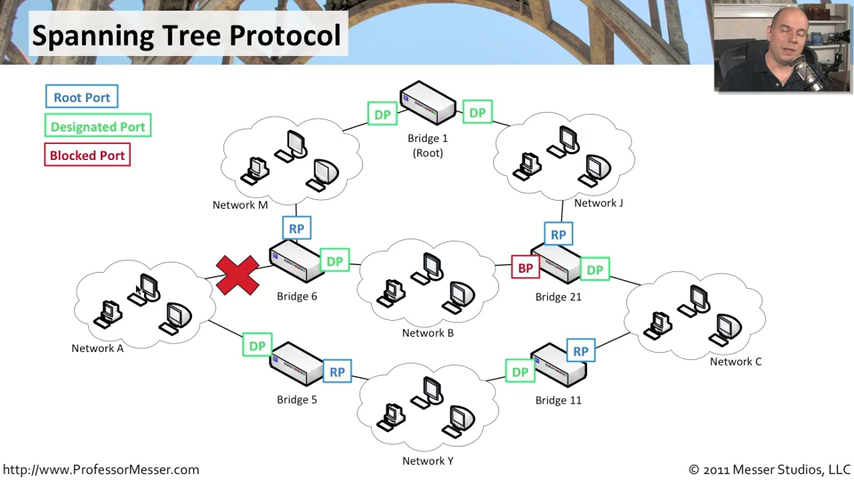 Spanning Tree Protocol
Root Port
Designated Port
Blocked Port
DP
DP
Bridge 1
(Root)
Network M
Network J
RP
RP
DP
BP
DP
Bridge 6
Bridge 21
Network B
Network A
Network C
DP
RP
DP
RP
Bridge 5
Bridge 11
Network Y
http://www.ProfessorMesser.com
© 2011 Messer Studios, LLC